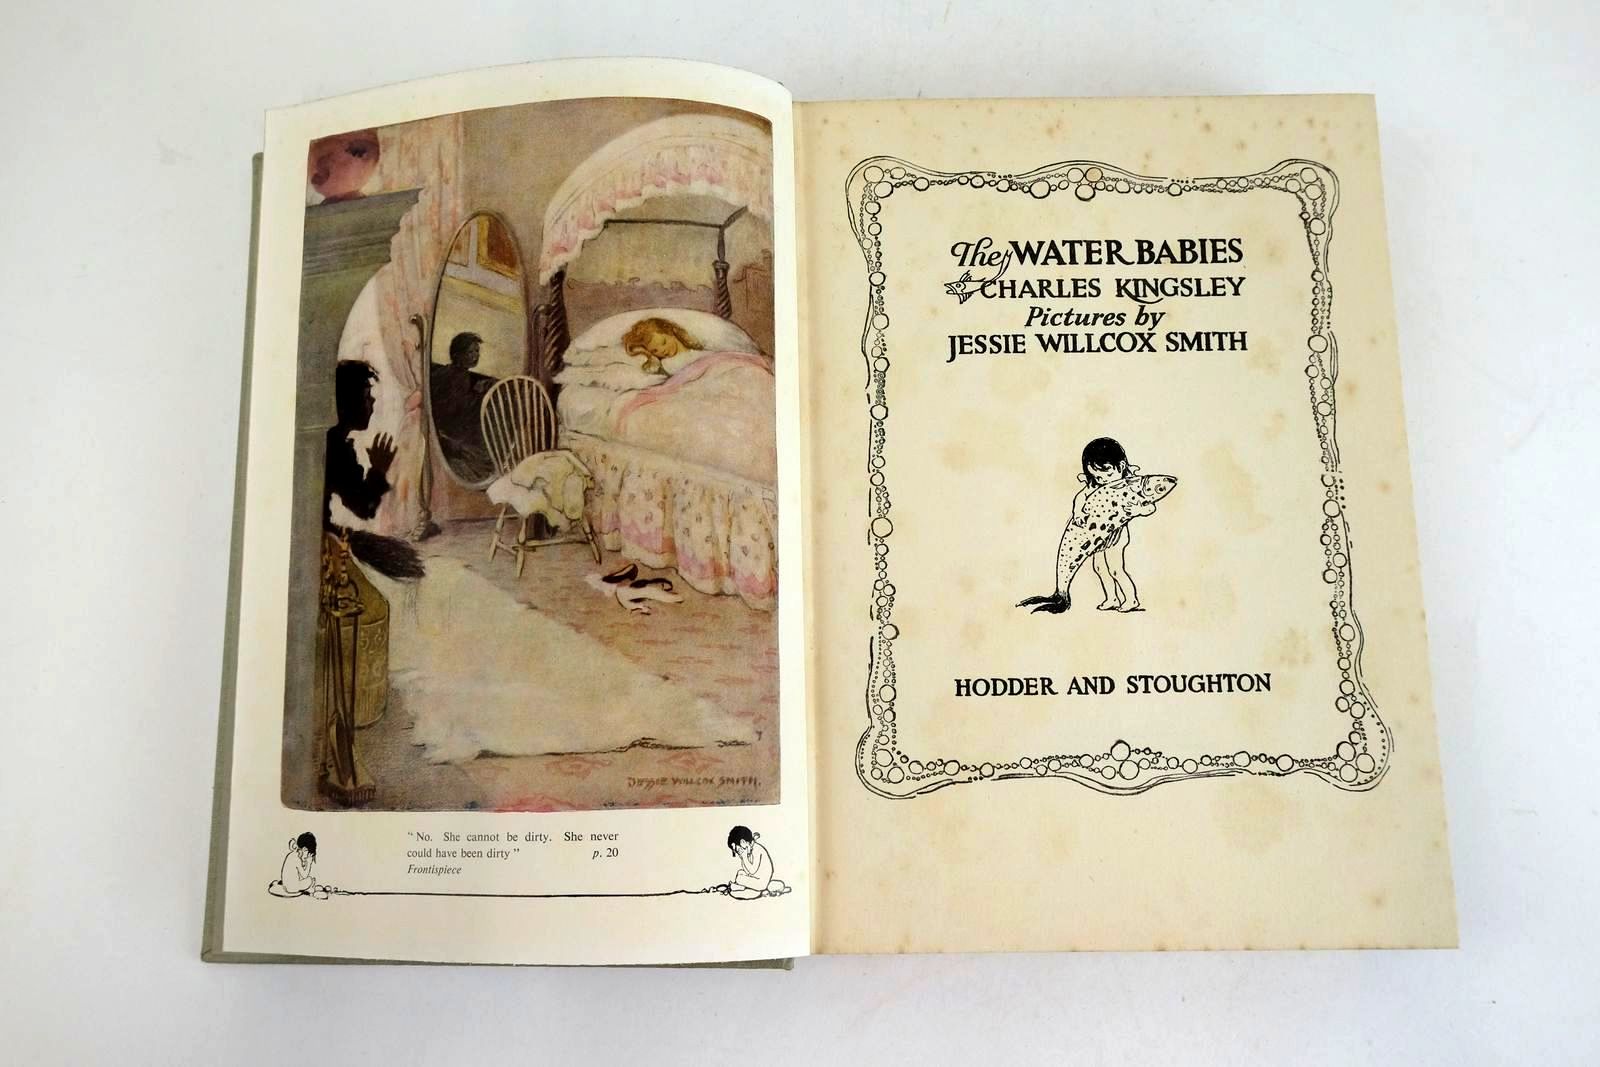 JESSIE WILLCOX SMITH.
"No. She cannot be dirty. She never
could have been dirty" p. 20
Frontispiece
The WATER BABIES
CHARLES KINGSLEY
Pictures by
JESSIE WILLCOX SMITH
HODDER AND STOUGHTON